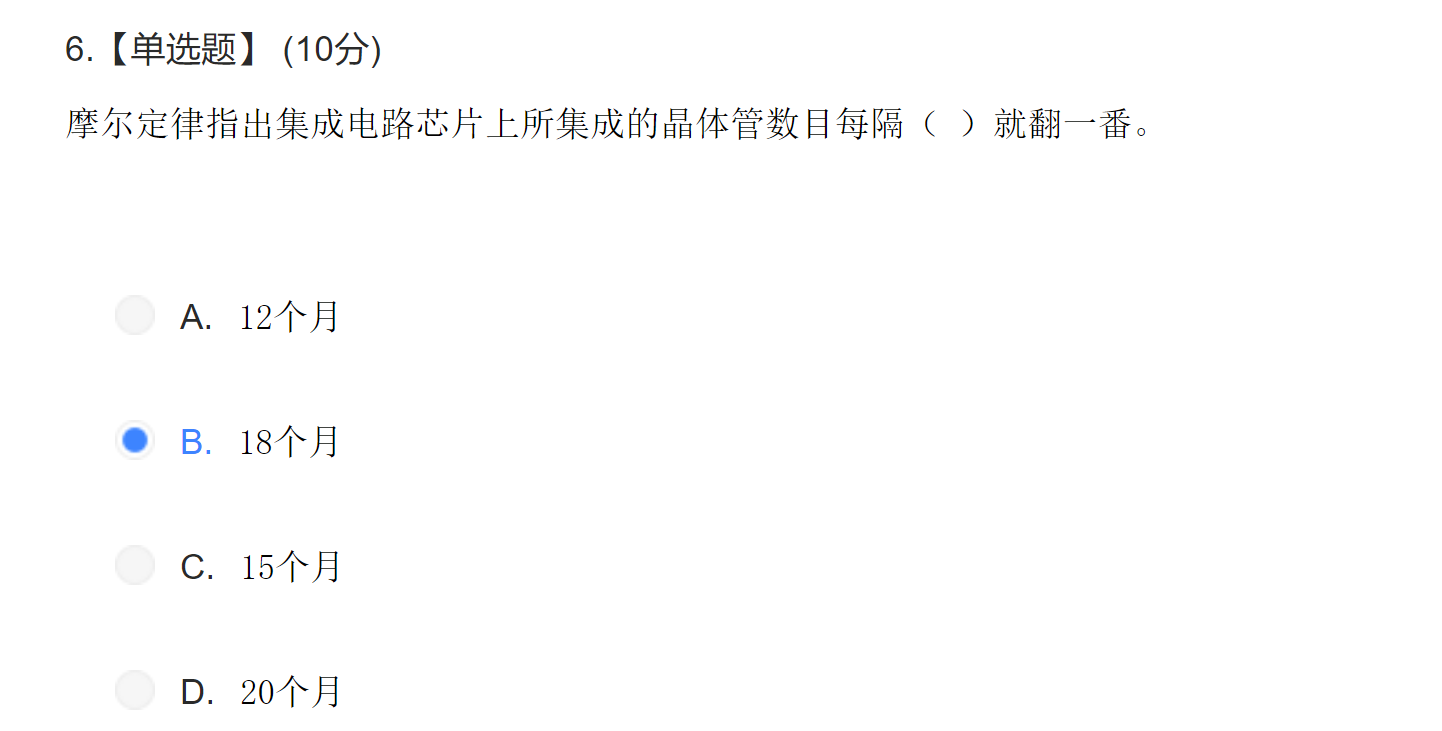 6.【单选题】 (10分)
摩尔定律指出集成电路芯片上所集成的晶体管数目每隔（ ）就翻一番。
A. 12个月
B. 18个月
C. 15个月
D. 20个月